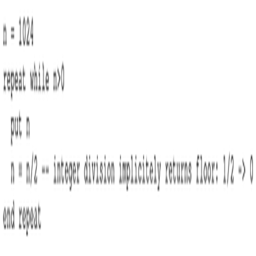 n = 1024
repeat while n>0
  put n
  n = n/2 -- integer division implicitely returns floor: 1/2 -> 0
end repeat